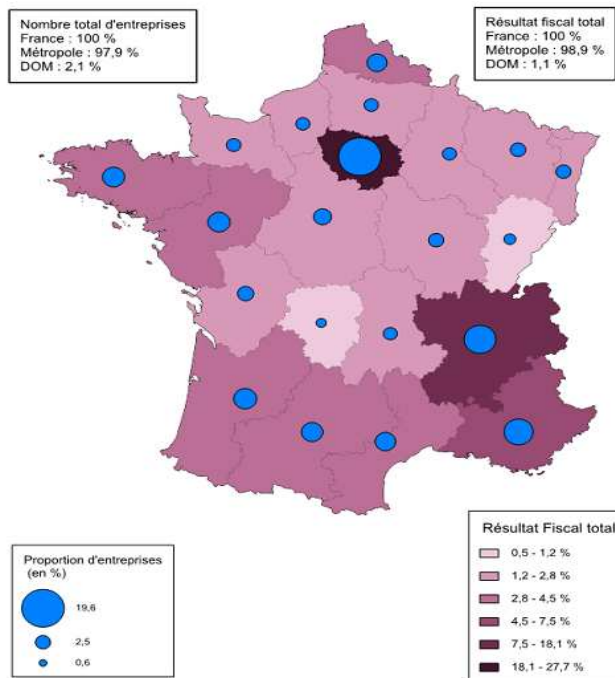 Nombre total d'entreprises
France : 100 %
Métropole : 97,9 %
DOM : 2,1 %
Résultat fiscal total
France : 100 %
Métropole : 98,9 %
DOM : 1,1 %
Proportion d'entreprises
(en %)
19,6
2,5
0,6
Résultat Fiscal total
0,5 - 1,2 %
1,2 - 2,8 %
2,8 - 4,5 %
4,5 - 7,5 %
7,5 - 18,1 %
18,1 - 27,7 %